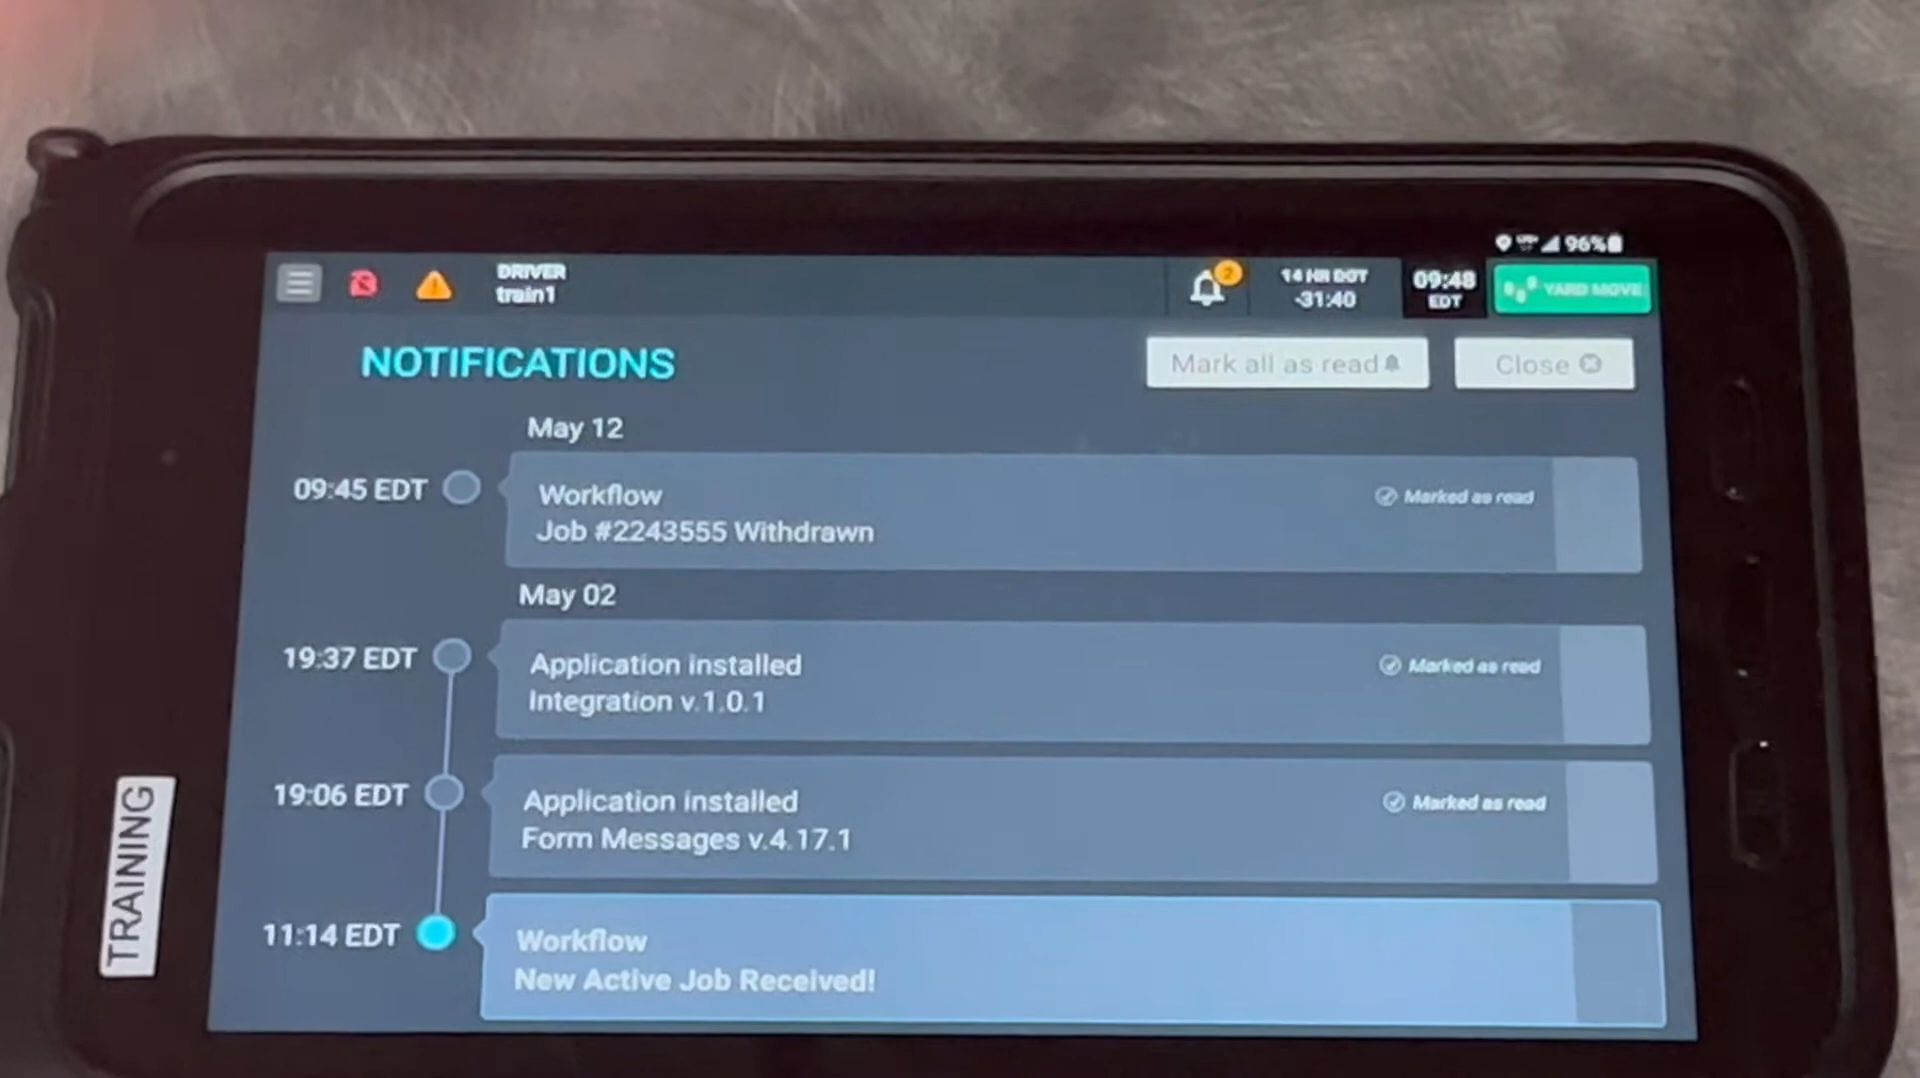 96%
DRIVER
train1
2
14 HR DOT
-31:40
09:48
EDT
YARD MOVE
NOTIFICATIONS
Mark all as read
Close
May 12
09:45 EDT
Workflow
Job #2243555 Withdrawn
Marked as read
May 02
19:37 EDT
Application installed
Integration v.1.0.1
Marked as read
19:06 EDT
Application installed
Form Messages v.4.17.1
Marked as read
11:14 EDT
Workflow
New Active Job Received!
TRAINING